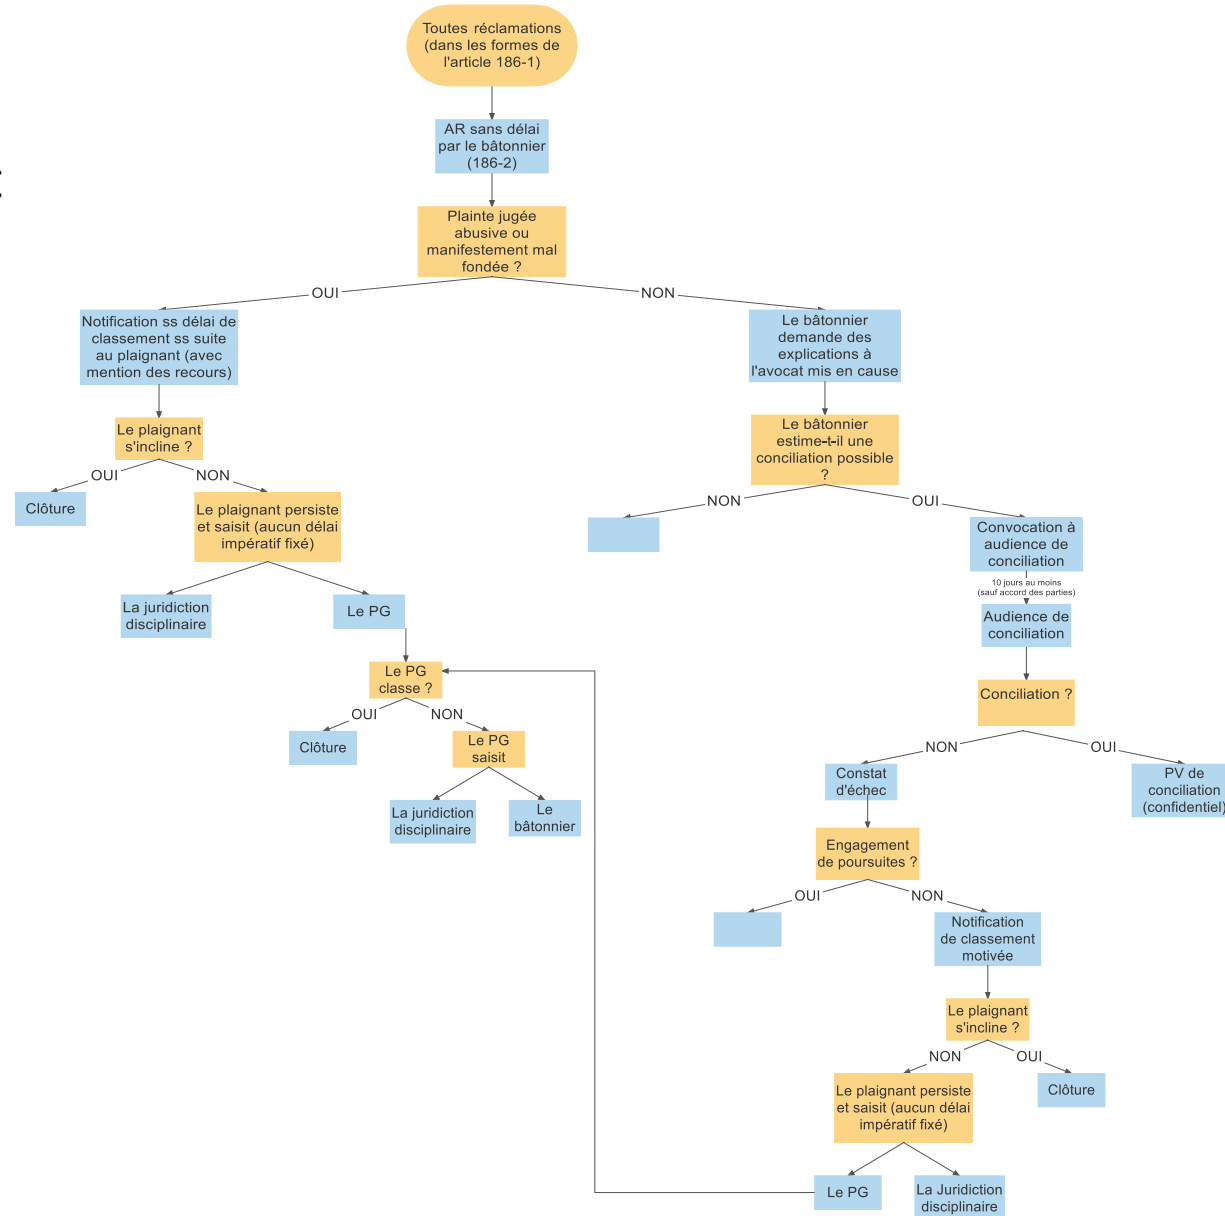 Toutes réclamations
(dans les formes de
l'article 186-1)
AR sans délai
par le bâtonnier
(186-2)
:
Plainte jugée
abusive ou
manifestement mal
fondée ?
OUI
NON
Notification ss délai de
classement ss suite
au plaignant (avec
mention des recours)
Le bâtonnier
demande des
explications à
l'avocat mis en cause
Le plaignant
s'incline ?
Le bâtonnier
estime-t-il une
conciliation possible
?
OUI
NON
NON
OUI
Clôture
Le plaignant persiste
et saisit (aucun délai
impératif fixé)
Convocation à
audience de
conciliation
10 jours au moins
(sauf accord des parties)
La juridiction
disciplinaire
Le PG
Audience de
conciliation
Le PG
classe ?
Conciliation ?
OUI
NON
Clôture
Le PG
saisit
NON
OUI
La juridiction
disciplinaire
Le
bâtonnier
Constat
d'échec
PV de
conciliation
(confidentiel)
Engagement
de poursuites ?
OUI
NON
Notification
de classement
motivée
Le plaignant
s'incline ?
NON
OUI
Le plaignant persiste
et saisit (aucun délai
impératif fixé)
Clôture
Le PG
La Juridiction
disciplinaire